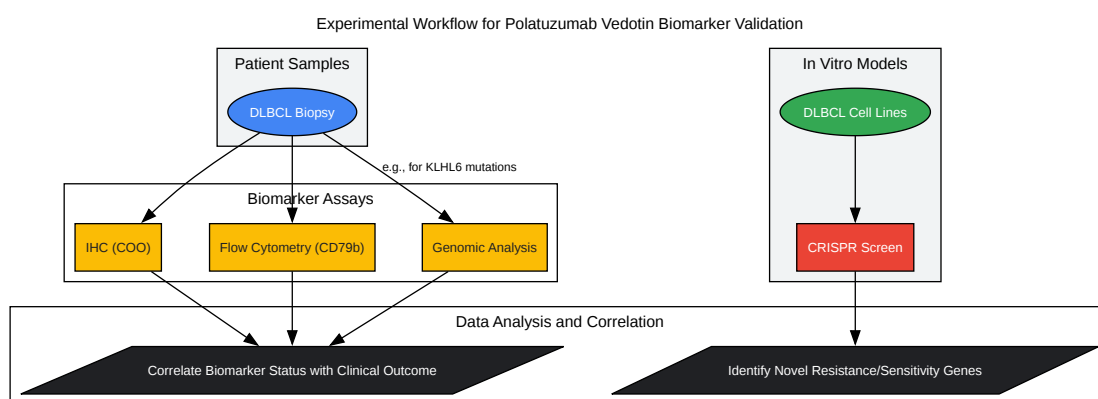 Experimental Workflow for Polatuzumab Vedotin Biomarker Validation
Patient Samples
In Vitro Models
DLBCL Biopsy
DLBCL Cell Lines
e.g., for KLHL6 mutations
Biomarker Assays
IHC (COO)
Flow Cytometry (CD79b)
Genomic Analysis
CRISPR Screen
Data Analysis and Correlation
Correlate Biomarker Status with Clinical Outcome
Identify Novel Resistance/Sensitivity Genes